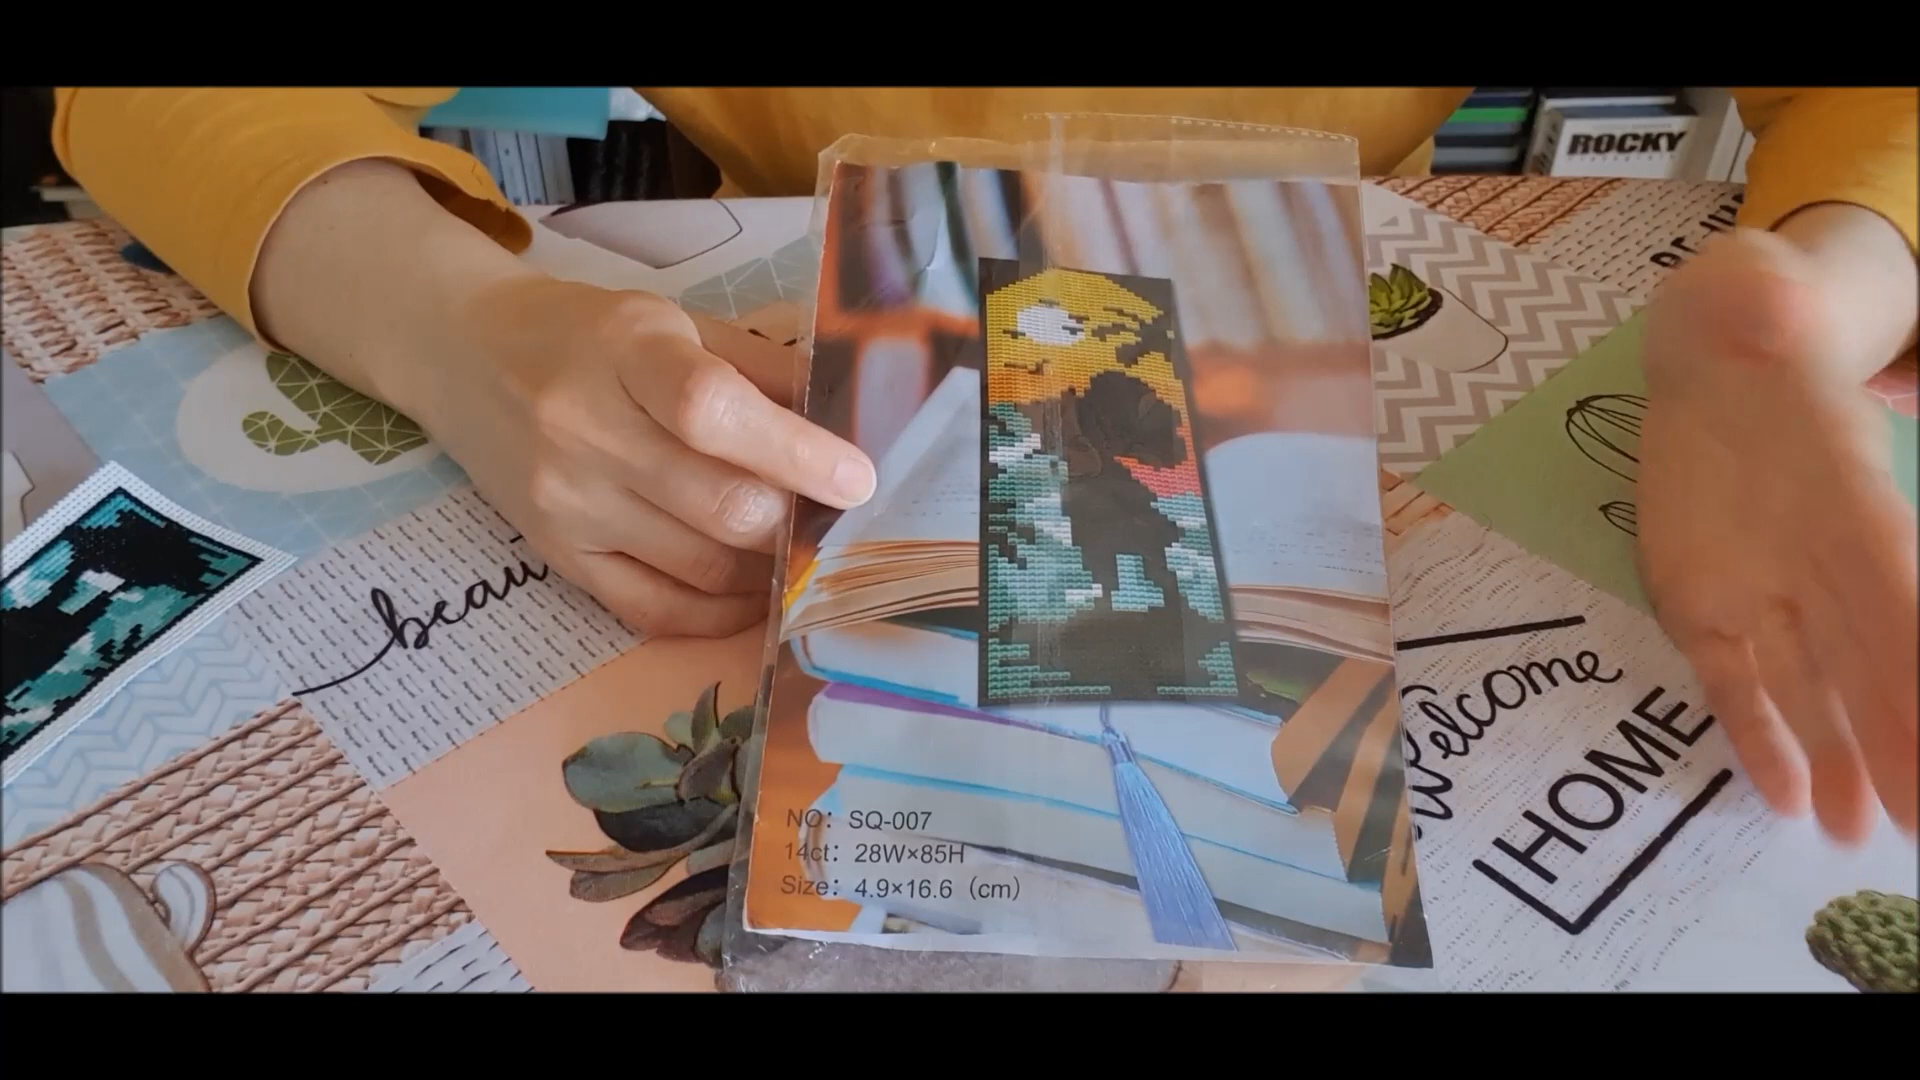 ROCKY
beau
Welcome
HOME
NO: SQ-007
14ct: 28W×85H
Size: 4.9×16.6 (cm)